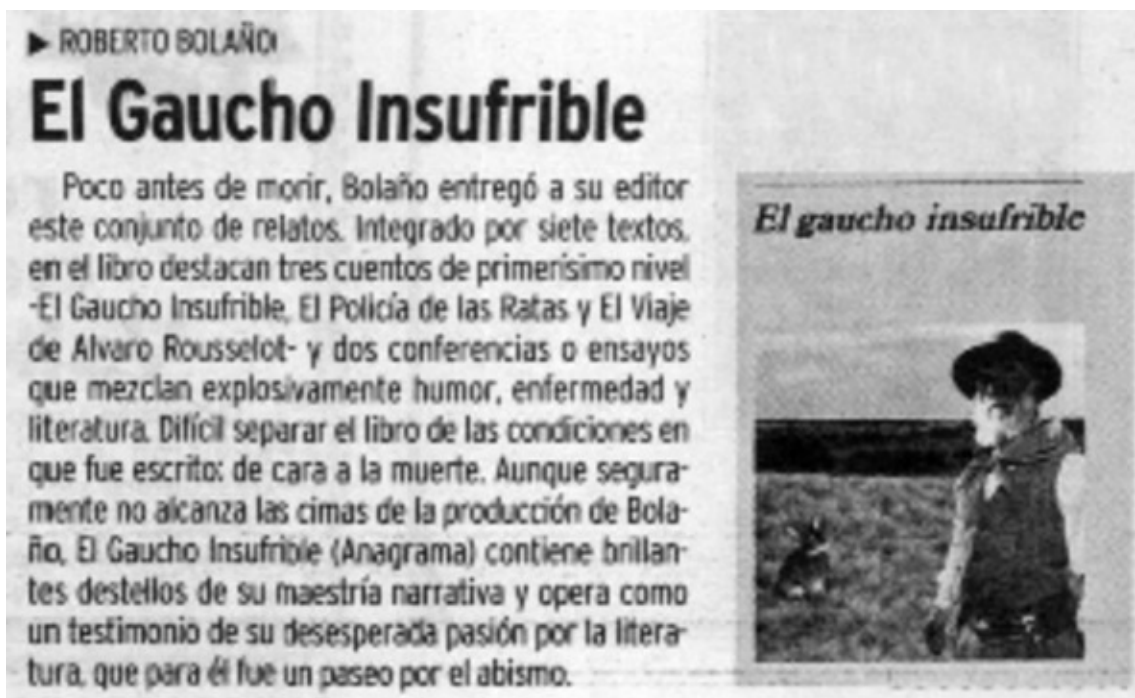 ▶ ROBERTO BOLAÑO
El Gaucho Insufrible
Poco antes de morir, Bolaño entregó a su editor
este conjunto de relatos. Integrado por siete textos,
en el libro destacan tres cuentos de primerísimo nivel
-El Gaucho Insufrible, El Policía de las Ratas y El Viaje
de Alvaro Rousselot- y dos conferencias o ensayos
que mezclan explosivamente humor, enfermedad y
literatura. Difícil separar el libro de las condiciones en
que fue escrito: de cara a la muerte. Aunque segura-
mente no alcanza las cimas de la producción de Bola-
ño, El Gaucho Insufrible (Anagrama) contiene brillan-
tes destellos de su maestría narrativa y opera como
un testimonio de su desesperada pasión por la litera-
tura, que para él fue un paseo por el abismo.
El gaucho insufrible